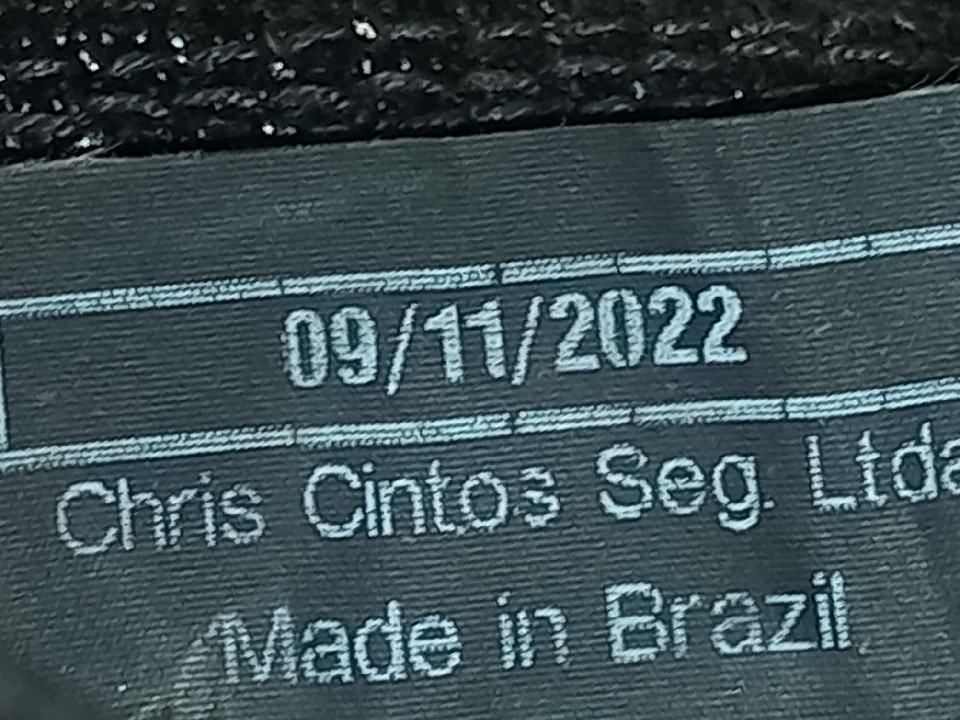 09/11/2022
Chris Cintos Seg. Ltda
Made in Brazil